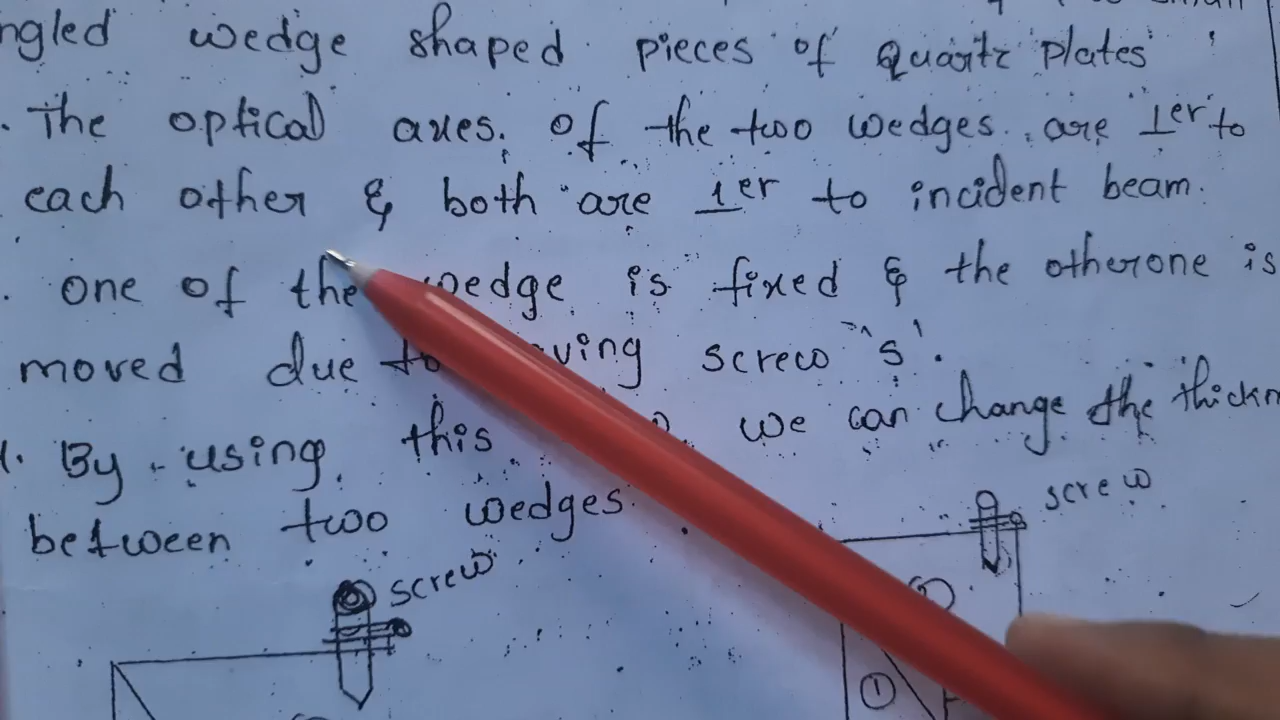 ngled wedge shaped pieces of quartz plates
. The optical axes. of the two wedges. are ⊥er to
each other & both are ⊥er to incident beam.
. one of the wedge is fixed & the otherone is
moved due to ving screw 's'.
1. By using this we can change the thickn
between two wedges.
screw
screw
1